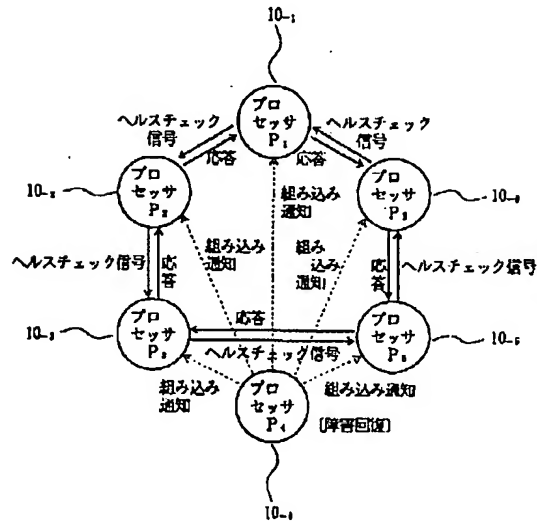 10-₁
プロ
セッサ
P₁
ヘルスチェック
信号
応答
ヘルスチェック
信号
応答
10-₂
プロ
セッサ
P₂
プロ
セッサ
組み込み
通知
組み込み
通知
組み
込み
通知
ヘルスチェック信号
応
答
応
答
ヘルスチェック信号
10-₃
プロ
セッサ
P₃
応答
ヘルスチェック信号
プロ
セッサ
P₅
10-₅
組み込み
通知
組み込み通知
プロ
セッサ
P₄
[障害回復]